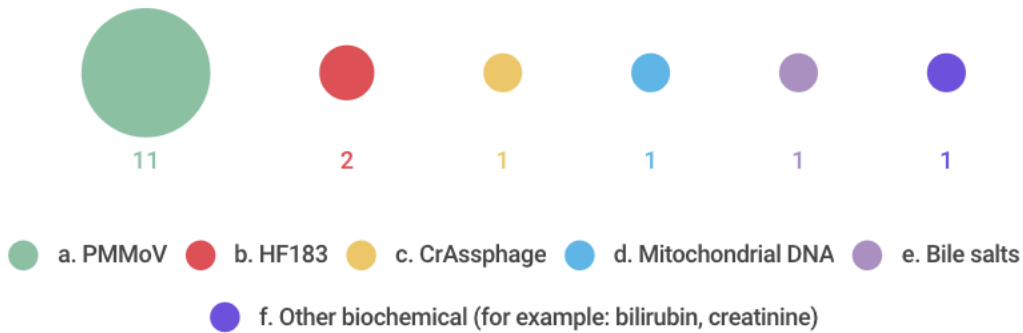 11 2 1 1 1 1
a. PMMoV b. HF183 c. CrAssphage d. Mitochondrial DNA e. Bile salts
f. Other biochemical (for example: bilirubin, creatinine)